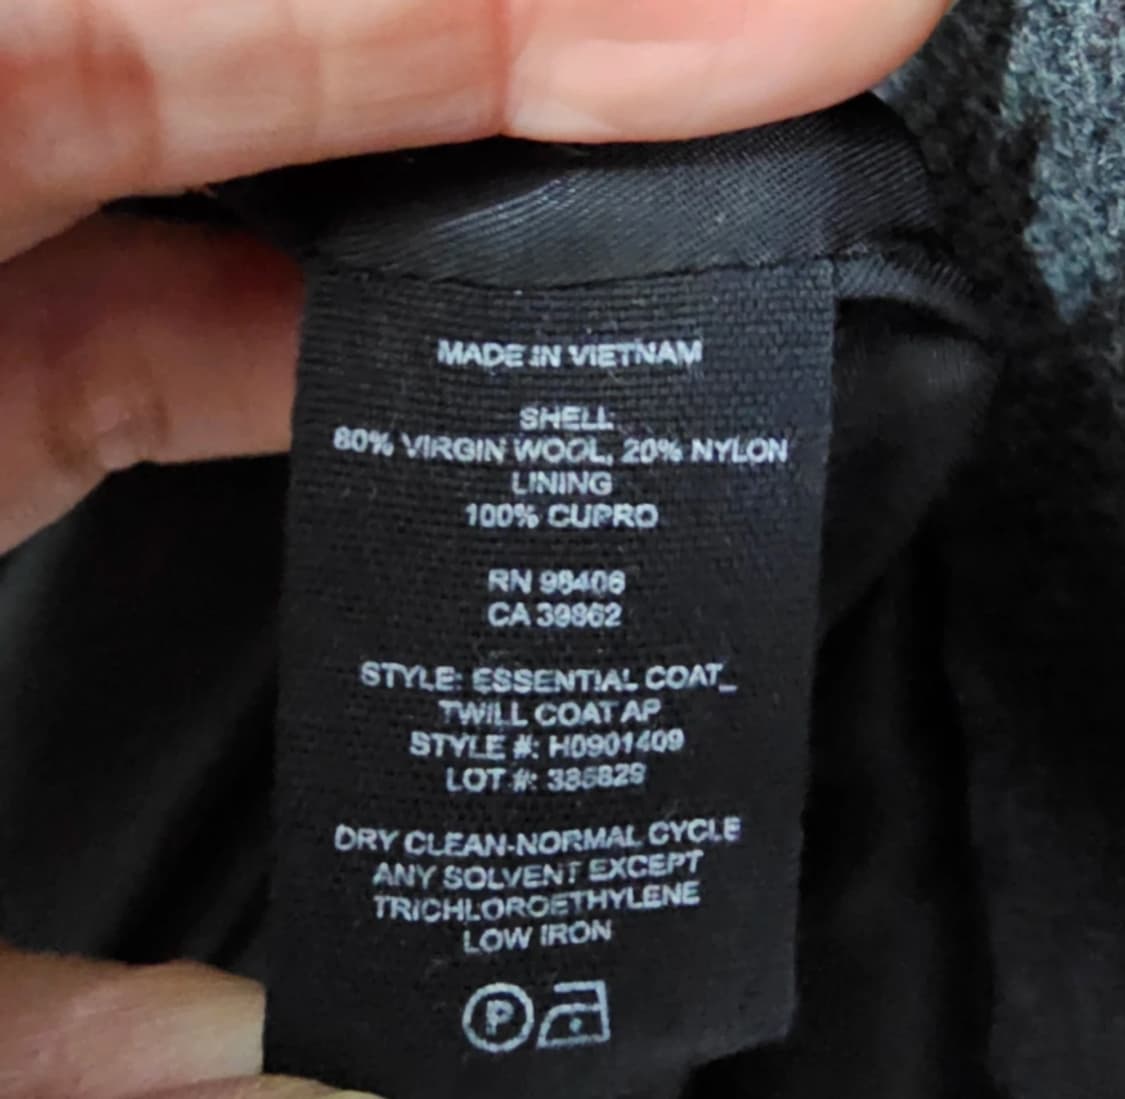 MADE IN VIETNAM
SHELL
80% VIRGIN WOOL, 20% NYLON
LINING
100% CUPRO
RN 98406
CA 39862
STYLE: ESSENTIAL COAT_
TWILL COAT AP
STYLE #: H0901409
LOT #: 385829
DRY CLEAN-NORMAL CYCLE
ANY SOLVENT EXCEPT
TRICHLOROETHYLENE
LOW IRON
P